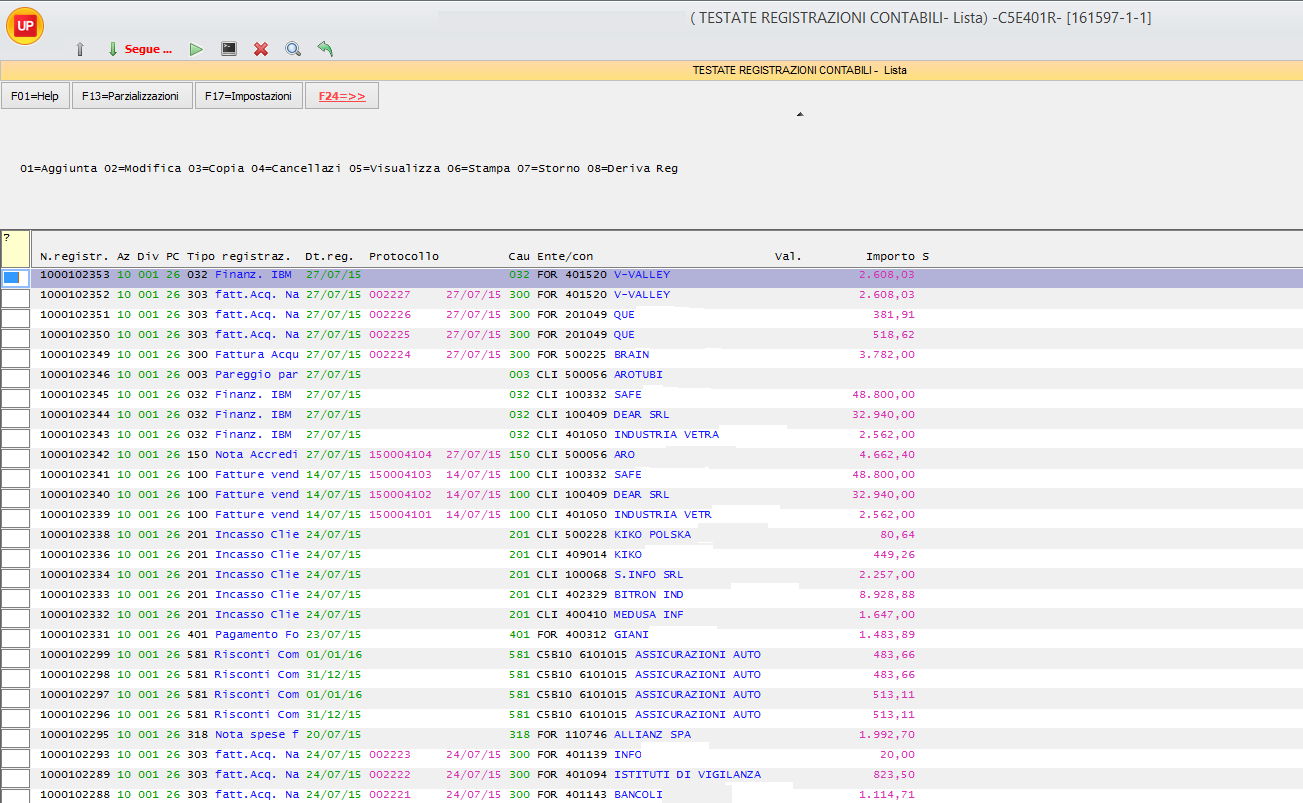 UP
( TESTATE REGISTRAZIONI CONTABILI- Lista) -C5E401R- [161597-1-1]
Segue ...
TESTATE REGISTRAZIONI CONTABILI - Lista
F01=Help F13=Parzializzazioni F17=Impostazioni F24=>>
01=Aggiunta 02=Modifica 03=Copia 04=Cancellazi 05=Visualizza 06=Stampa 07=Storno 08=Deriva Reg
?
N.registr. Az Div PC Tipo registraz. Dt.reg. Protocollo Cau Ente/con Val. Importo S
1000102353 10 001 26 032 Finanz. IBM 27/07/15 032 FOR 401520 V-VALLEY 2.608,03
1000102352 10 001 26 303 fatt.Acq. Na 27/07/15 002227 27/07/15 300 FOR 401520 V-VALLEY 2.608,03
1000102351 10 001 26 303 fatt.Acq. Na 27/07/15 002226 27/07/15 300 FOR 201049 QUE 381,91
1000102350 10 001 26 303 fatt.Acq. Na 27/07/15 002225 27/07/15 300 FOR 201049 QUE 518,62
1000102349 10 001 26 300 Fattura Acqu 27/07/15 002224 27/07/15 300 FOR 500225 BRAIN 3.782,00
1000102346 10 001 26 003 Pareggio par 27/07/15 003 CLI 500056 AROTUBI
1000102345 10 001 26 032 Finanz. IBM 27/07/15 032 CLI 100332 SAFE 48.800,00
1000102344 10 001 26 032 Finanz. IBM 27/07/15 032 CLI 100409 DEAR SRL 32.940,00
1000102343 10 001 26 032 Finanz. IBM 27/07/15 032 CLI 401050 INDUSTRIA VETRA 2.562,00
1000102342 10 001 26 150 Nota Accredi 27/07/15 150004104 27/07/15 150 CLI 500056 ARO 4.662,40
1000102341 10 001 26 100 Fatture vend 14/07/15 150004103 14/07/15 100 CLI 100332 SAFE 48.800,00
1000102340 10 001 26 100 Fatture vend 14/07/15 150004102 14/07/15 100 CLI 100409 DEAR SRL 32.940,00
1000102339 10 001 26 100 Fatture vend 14/07/15 150004101 14/07/15 100 CLI 401050 INDUSTRIA VETR 2.562,00
1000102338 10 001 26 201 Incasso Clie 24/07/15 201 CLI 500228 KIKO POLSKA 80,64
1000102336 10 001 26 201 Incasso Clie 24/07/15 201 CLI 409014 KIKO 449,26
1000102334 10 001 26 201 Incasso Clie 24/07/15 201 CLI 100068 S.INFO SRL 2.257,00
1000102333 10 001 26 201 Incasso Clie 24/07/15 201 CLI 402329 BITRON IND 8.928,88
1000102332 10 001 26 201 Incasso Clie 24/07/15 201 CLI 400410 MEDUSA INF 1.647,00
1000102331 10 001 26 401 Pagamento Fo 23/07/15 401 FOR 400312 GIANI 1.483,89
1000102299 10 001 26 581 Risconti Com 01/01/16 581 C5B10 6101015 ASSICURAZIONI AUTO 483,66
1000102298 10 001 26 581 Risconti Com 31/12/15 581 C5B10 6101015 ASSICURAZIONI AUTO 483,66
1000102297 10 001 26 581 Risconti Com 01/01/16 581 C5B10 6101015 ASSICURAZIONI AUTO 513,11
1000102296 10 001 26 581 Risconti Com 31/12/15 581 C5B10 6101015 ASSICURAZIONI AUTO 513,11
1000102295 10 001 26 318 Nota spese f 20/07/15 318 FOR 110746 ALLIANZ SPA 1.992,70
1000102293 10 001 26 303 fatt.Acq. Na 24/07/15 002223 24/07/15 300 FOR 401139 INFO 20,00
1000102289 10 001 26 303 fatt.Acq. Na 24/07/15 002222 24/07/15 300 FOR 401094 ISTITUTI DI VIGILANZA 823,50
1000102288 10 001 26 303 fatt.Acq. Na 24/07/15 002221 24/07/15 300 FOR 401143 BANCOLI 1.114,71